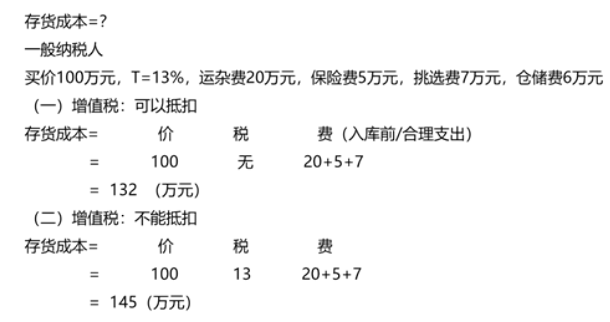 存货成本=?
一般纳税人
买价100万元，T=13%，运杂费20万元，保险费5万元，挑选费7万元，仓储费6万元
（一）增值税：可以抵扣
存货成本= 价 税 费（入库前/合理支出）
= 100 无 20+5+7
= 132 （万元）
（二）增值税：不能抵扣
存货成本= 价 税 费
= 100 13 20+5+7
= 145（万元）